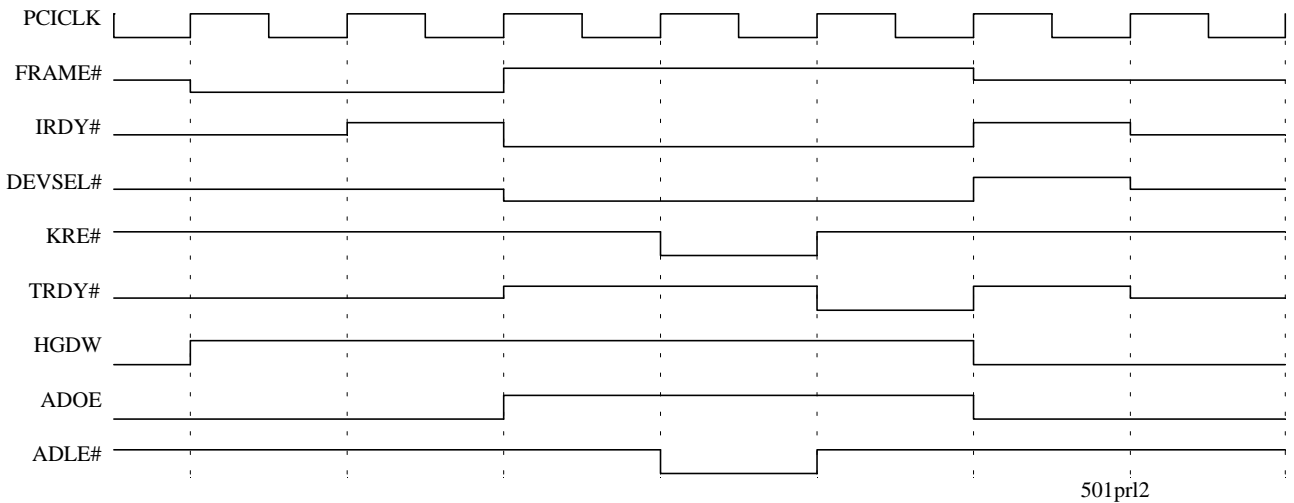 PCICLK
FRAME#
IRDY#
DEVSEL#
KRE#
TRDY#
HGDW
ADOE
ADLE#
501prl2